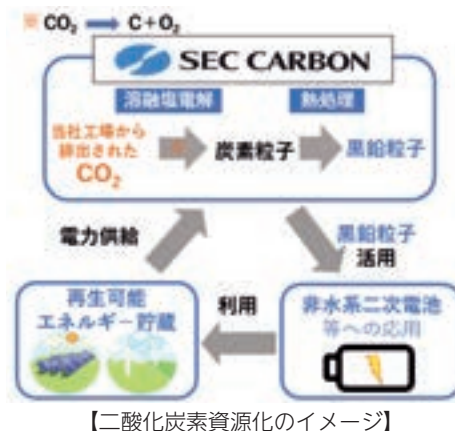 ※ CO₂ → C+O₂
SEC CARBON
溶融塩電解
熱処理
当社工場から
排出された
CO₂
※
炭素粒子
黒鉛粒子
電力供給
黒鉛粒子
活用
再生可能
エネルギー貯蔵
利用
非水系二次電池
等への応用
【二酸化炭素資源化のイメージ】